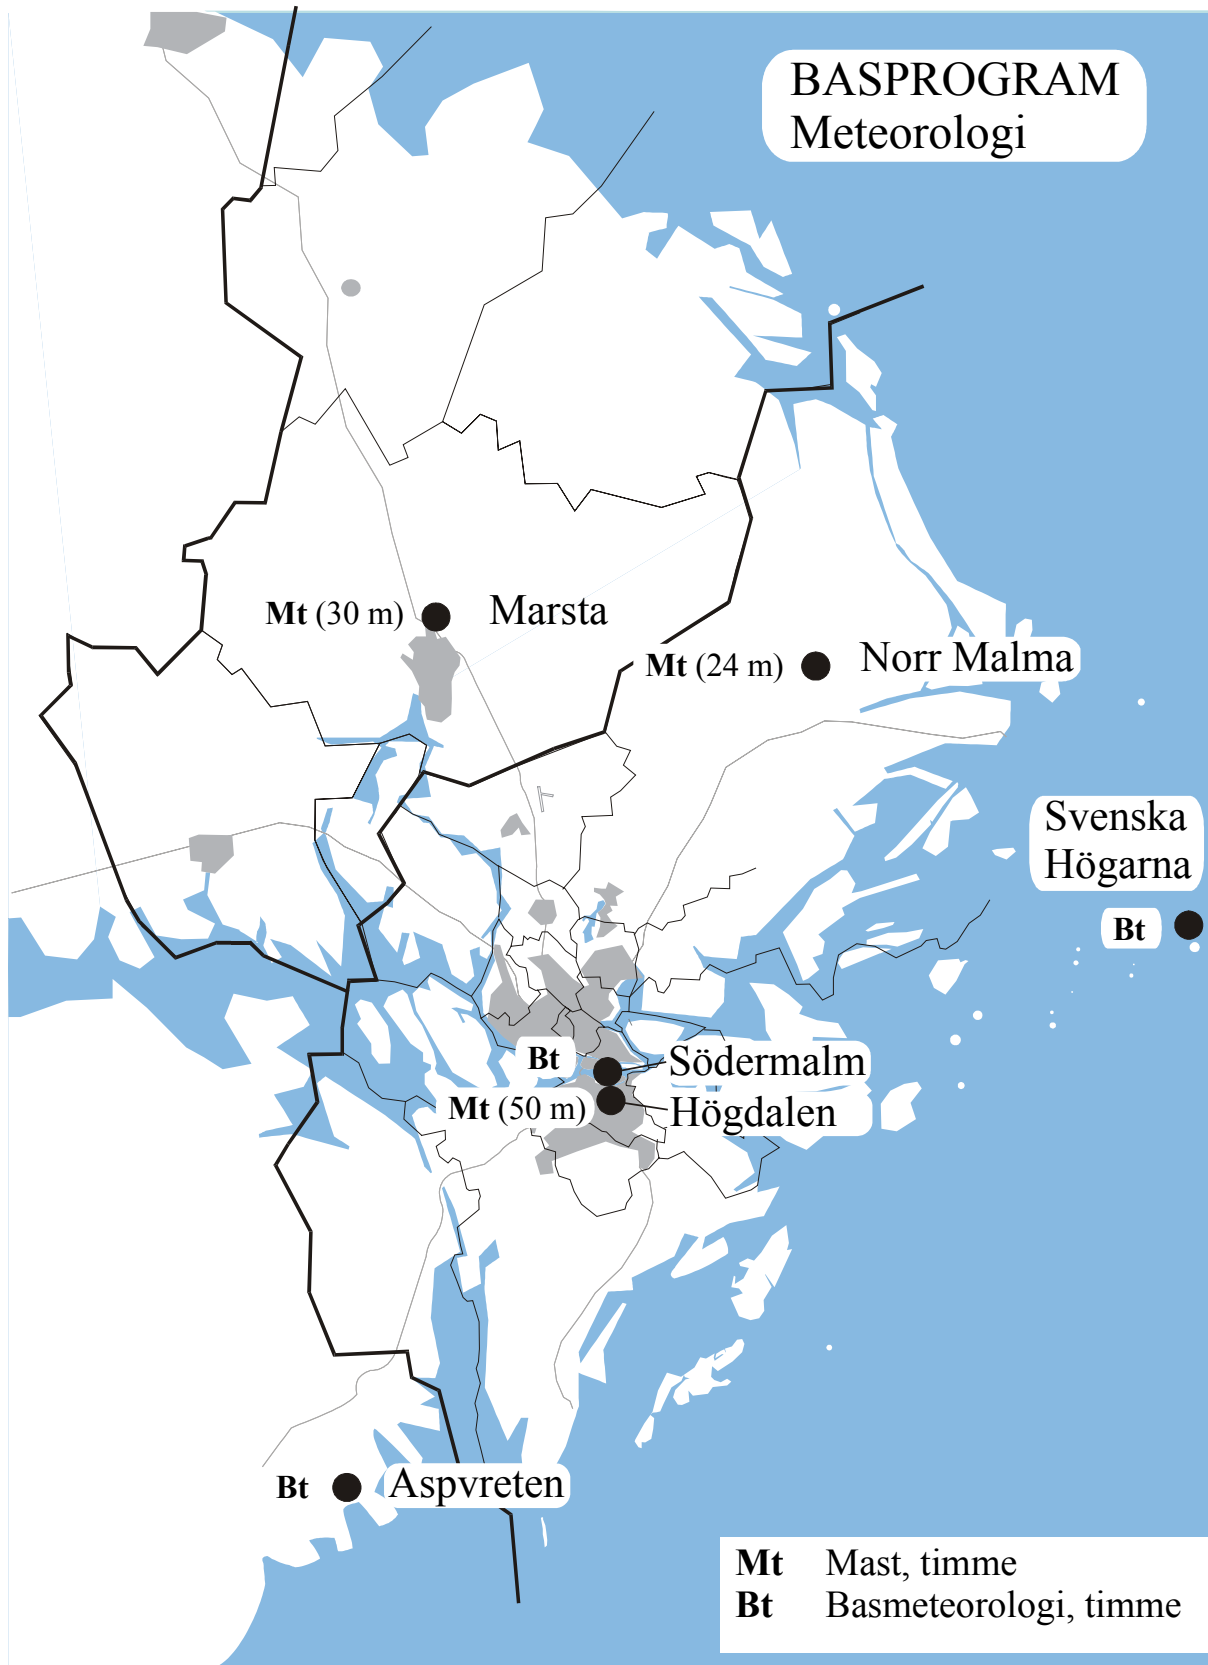 BASPROGRAM
Meteorologi
Mt (30 m) Marsta
Mt (24 m) Norr Malma
Svenska
Högarna
Bt
Bt Södermalm
Mt (50 m) Högdalen
Bt Aspvreten
Mt Mast, timme
Bt Basmeteorologi, timme